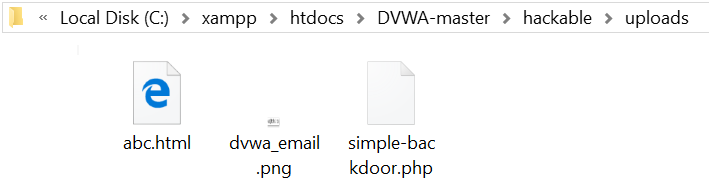 « Local Disk (C:) › xampp › htdocs › DVWA-master › hackable › uploads
abc.html
dvwa_email
.png
simple-bac
kdoor.php